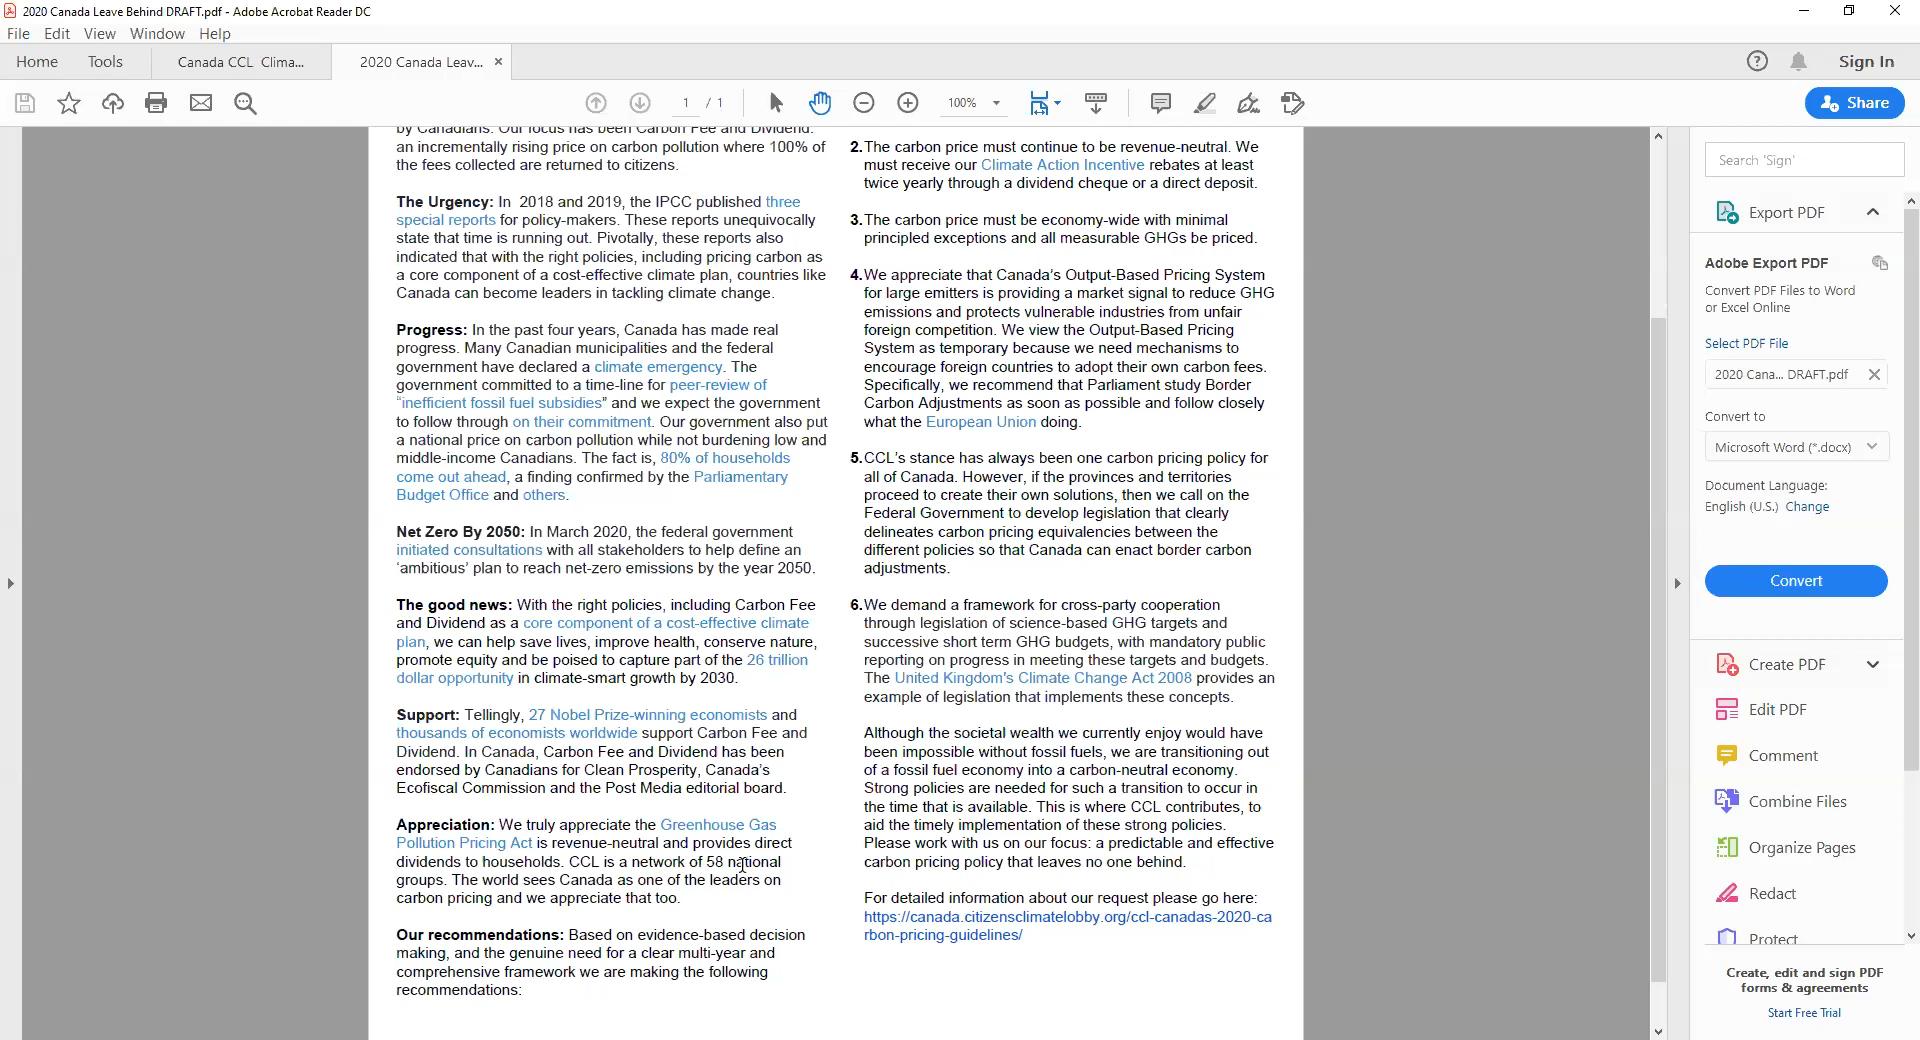 2020 Canada Leave Behind DRAFT.pdf - Adobe Acrobat Reader DC
File Edit View Window Help
Home Tools Canada CCL Clima... 2020 Canada Leav... × Sign In
1 / 1 100% Share
by Canadians. Our focus has been Carbon Fee and Dividend:
an incrementally rising price on carbon pollution where 100% of
the fees collected are returned to citizens.
The Urgency: In 2018 and 2019, the IPCC published three
special reports for policy-makers. These reports unequivocally
state that time is running out. Pivotally, these reports also
indicated that with the right policies, including pricing carbon as
a core component of a cost-effective climate plan, countries like
Canada can become leaders in tackling climate change.
Progress: In the past four years, Canada has made real
progress. Many Canadian municipalities and the federal
government have declared a climate emergency. The
government committed to a time-line for peer-review of
“inefficient fossil fuel subsidies” and we expect the government
to follow through on their commitment. Our government also put
a national price on carbon pollution while not burdening low and
middle-income Canadians. The fact is, 80% of households
come out ahead, a finding confirmed by the Parliamentary
Budget Office and others.
Net Zero By 2050: In March 2020, the federal government
initiated consultations with all stakeholders to help define an
‘ambitious’ plan to reach net-zero emissions by the year 2050.
The good news: With the right policies, including Carbon Fee
and Dividend as a core component of a cost-effective climate
plan, we can help save lives, improve health, conserve nature,
promote equity and be poised to capture part of the 26 trillion
dollar opportunity in climate-smart growth by 2030.
Support: Tellingly, 27 Nobel Prize-winning economists and
thousands of economists worldwide support Carbon Fee and
Dividend. In Canada, Carbon Fee and Dividend has been
endorsed by Canadians for Clean Prosperity, Canada’s
Ecofiscal Commission and the Post Media editorial board.
Appreciation: We truly appreciate the Greenhouse Gas
Pollution Pricing Act is revenue-neutral and provides direct
dividends to households. CCL is a network of 58 national
groups. The world sees Canada as one of the leaders on
carbon pricing and we appreciate that too.
Our recommendations: Based on evidence-based decision
making, and the genuine need for a clear multi-year and
comprehensive framework we are making the following
recommendations:
2.The carbon price must continue to be revenue-neutral. We
must receive our Climate Action Incentive rebates at least
twice yearly through a dividend cheque or a direct deposit.
3.The carbon price must be economy-wide with minimal
principled exceptions and all measurable GHGs be priced.
4.We appreciate that Canada’s Output-Based Pricing System
for large emitters is providing a market signal to reduce GHG
emissions and protects vulnerable industries from unfair
foreign competition. We view the Output-Based Pricing
System as temporary because we need mechanisms to
encourage foreign countries to adopt their own carbon fees.
Specifically, we recommend that Parliament study Border
Carbon Adjustments as soon as possible and follow closely
what the European Union doing.
5.CCL’s stance has always been one carbon pricing policy for
all of Canada. However, if the provinces and territories
proceed to create their own solutions, then we call on the
Federal Government to develop legislation that clearly
delineates carbon pricing equivalencies between the
different policies so that Canada can enact border carbon
adjustments.
6.We demand a framework for cross-party cooperation
through legislation of science-based GHG targets and
successive short term GHG budgets, with mandatory public
reporting on progress in meeting these targets and budgets.
The United Kingdom’s Climate Change Act 2008 provides an
example of legislation that implements these concepts.
Although the societal wealth we currently enjoy would have
been impossible without fossil fuels, we are transitioning out
of a fossil fuel economy into a carbon-neutral economy.
Strong policies are needed for such a transition to occur in
the time that is available. This is where CCL contributes, to
aid the timely implementation of these strong policies.
Please work with us on our focus: a predictable and effective
carbon pricing policy that leaves no one behind.
For detailed information about our request please go here:
https://canada.citizensclimatelobby.org/ccl-canadas-2020-ca
rbon-pricing-guidelines/
Search 'Sign'
Export PDF
Adobe Export PDF
Convert PDF Files to Word
or Excel Online
Select PDF File
2020 Cana... DRAFT.pdf
Convert to
Microsoft Word (*.docx)
Document Language:
English (U.S.) Change
Convert
Create PDF
Edit PDF
Comment
Combine Files
Organize Pages
Redact
Protect
Create, edit and sign PDF
forms & agreements
Start Free Trial